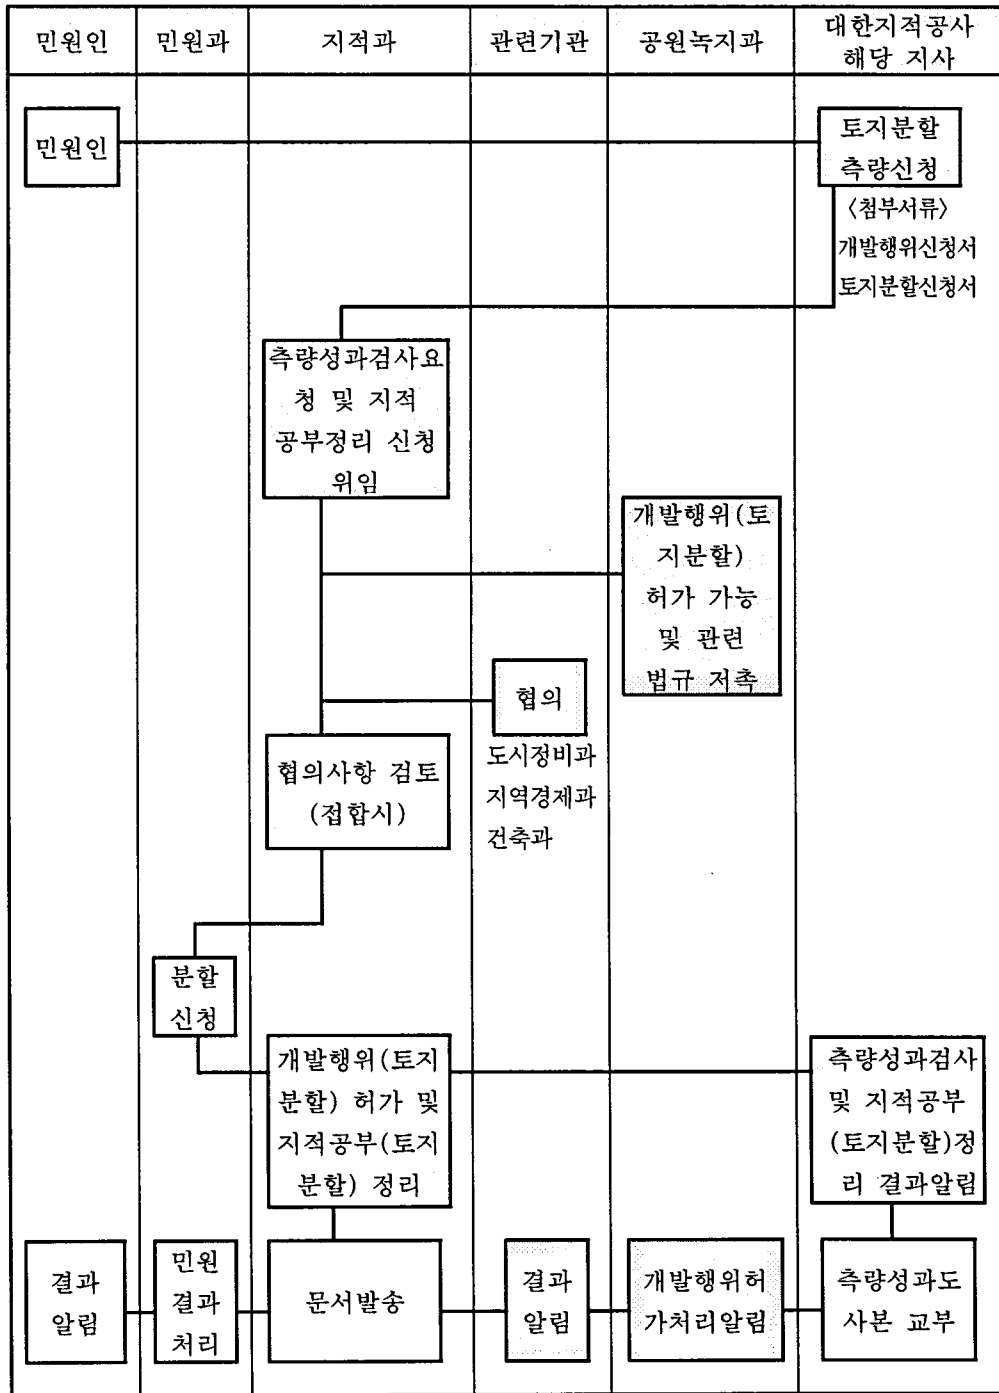 민원인
민원과
지적과
관련기관
공원녹지과
대한지적공사
해당 지사
민원인
토지분할
측량신청
〈첨부서류〉
개발행위신청서
토지분할신청서
측량성과검사요
청 및 지적
공부정리 신청
위임
개발행위(토
지분할)
허가 가능
및 관련
법규 저촉
협의
도시정비과
지역경제과
건축과
협의사항 검토
(접합시)
분할
신청
개발행위(토지
분할) 허가 및
지적공부(토지
분할) 정리
측량성과검사
및 지적공부
(토지분할)정
리 결과알림
결과
알림
민원
결과
처리
문서발송
결과
알림
개발행위허
가처리알림
측량성과도
사본 교부